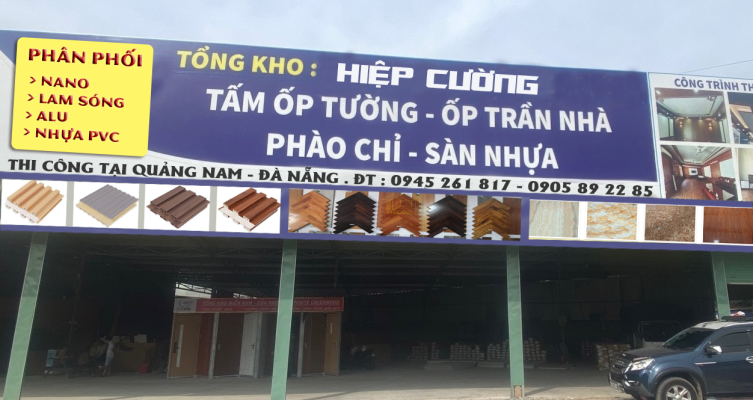 PHÂN PHỐI
> NANO
> LAM SÓNG
> ALU
> NHỰA PVC
TỔNG KHO : HIỆP CƯỜNG
TẤM ỐP TƯỜNG - ỐP TRẦN NHÀ
PHÀO CHỈ - SÀN NHỰA
THI CÔNG TẠI QUẢNG NAM - ĐÀ NẴNG . ĐT : 0945 261 817 - 0905 89 22 85
CÔNG TRÌNH TH